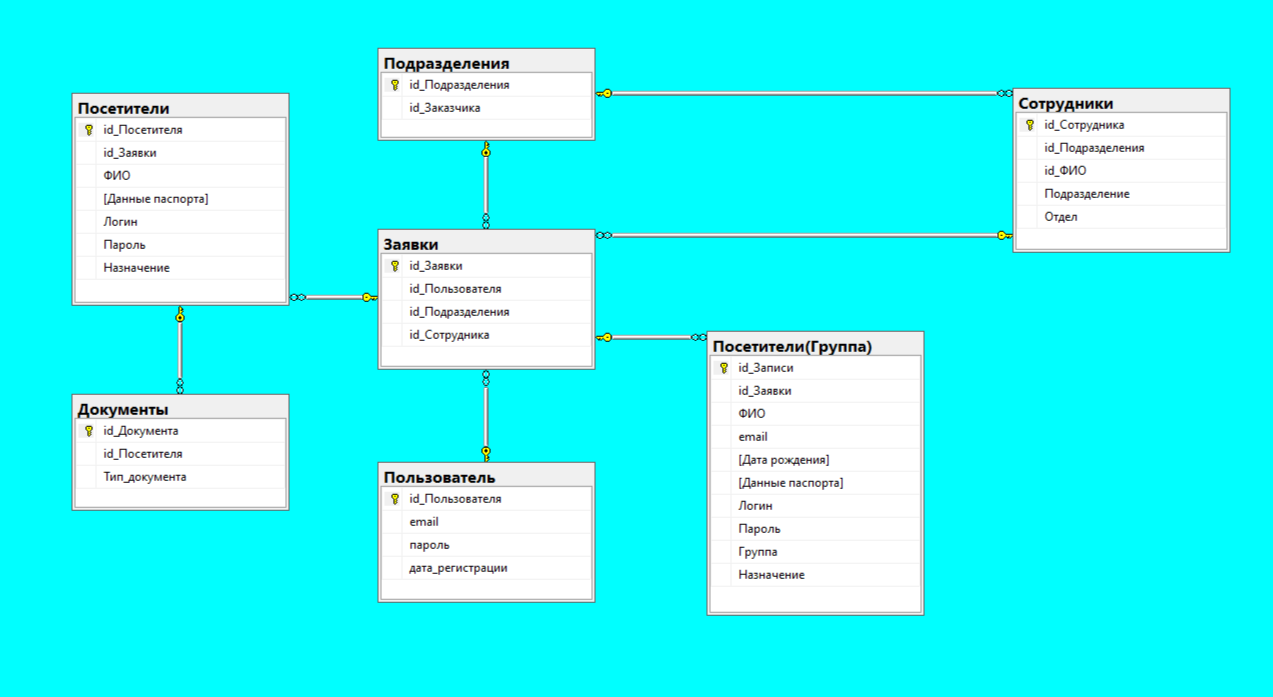 Подразделения
id_Подразделения
id_Заказчика
Посетители
id_Посетителя
id_Заявки
ФИО
[Данные паспорта]
Логин
Пароль
Назначение
Сотрудники
id_Сотрудника
id_Подразделения
id_ФИО
Подразделение
Отдел
Заявки
id_Заявки
id_Пользователя
id_Подразделения
id_Сотрудника
Посетители(Группа)
id_Записи
id_Заявки
ФИО
email
[Дата рождения]
[Данные паспорта]
Логин
Пароль
Группа
Назначение
Документы
id_Документа
id_Посетителя
Тип_документа
Пользователь
id_Пользователя
email
пароль
дата_регистрации